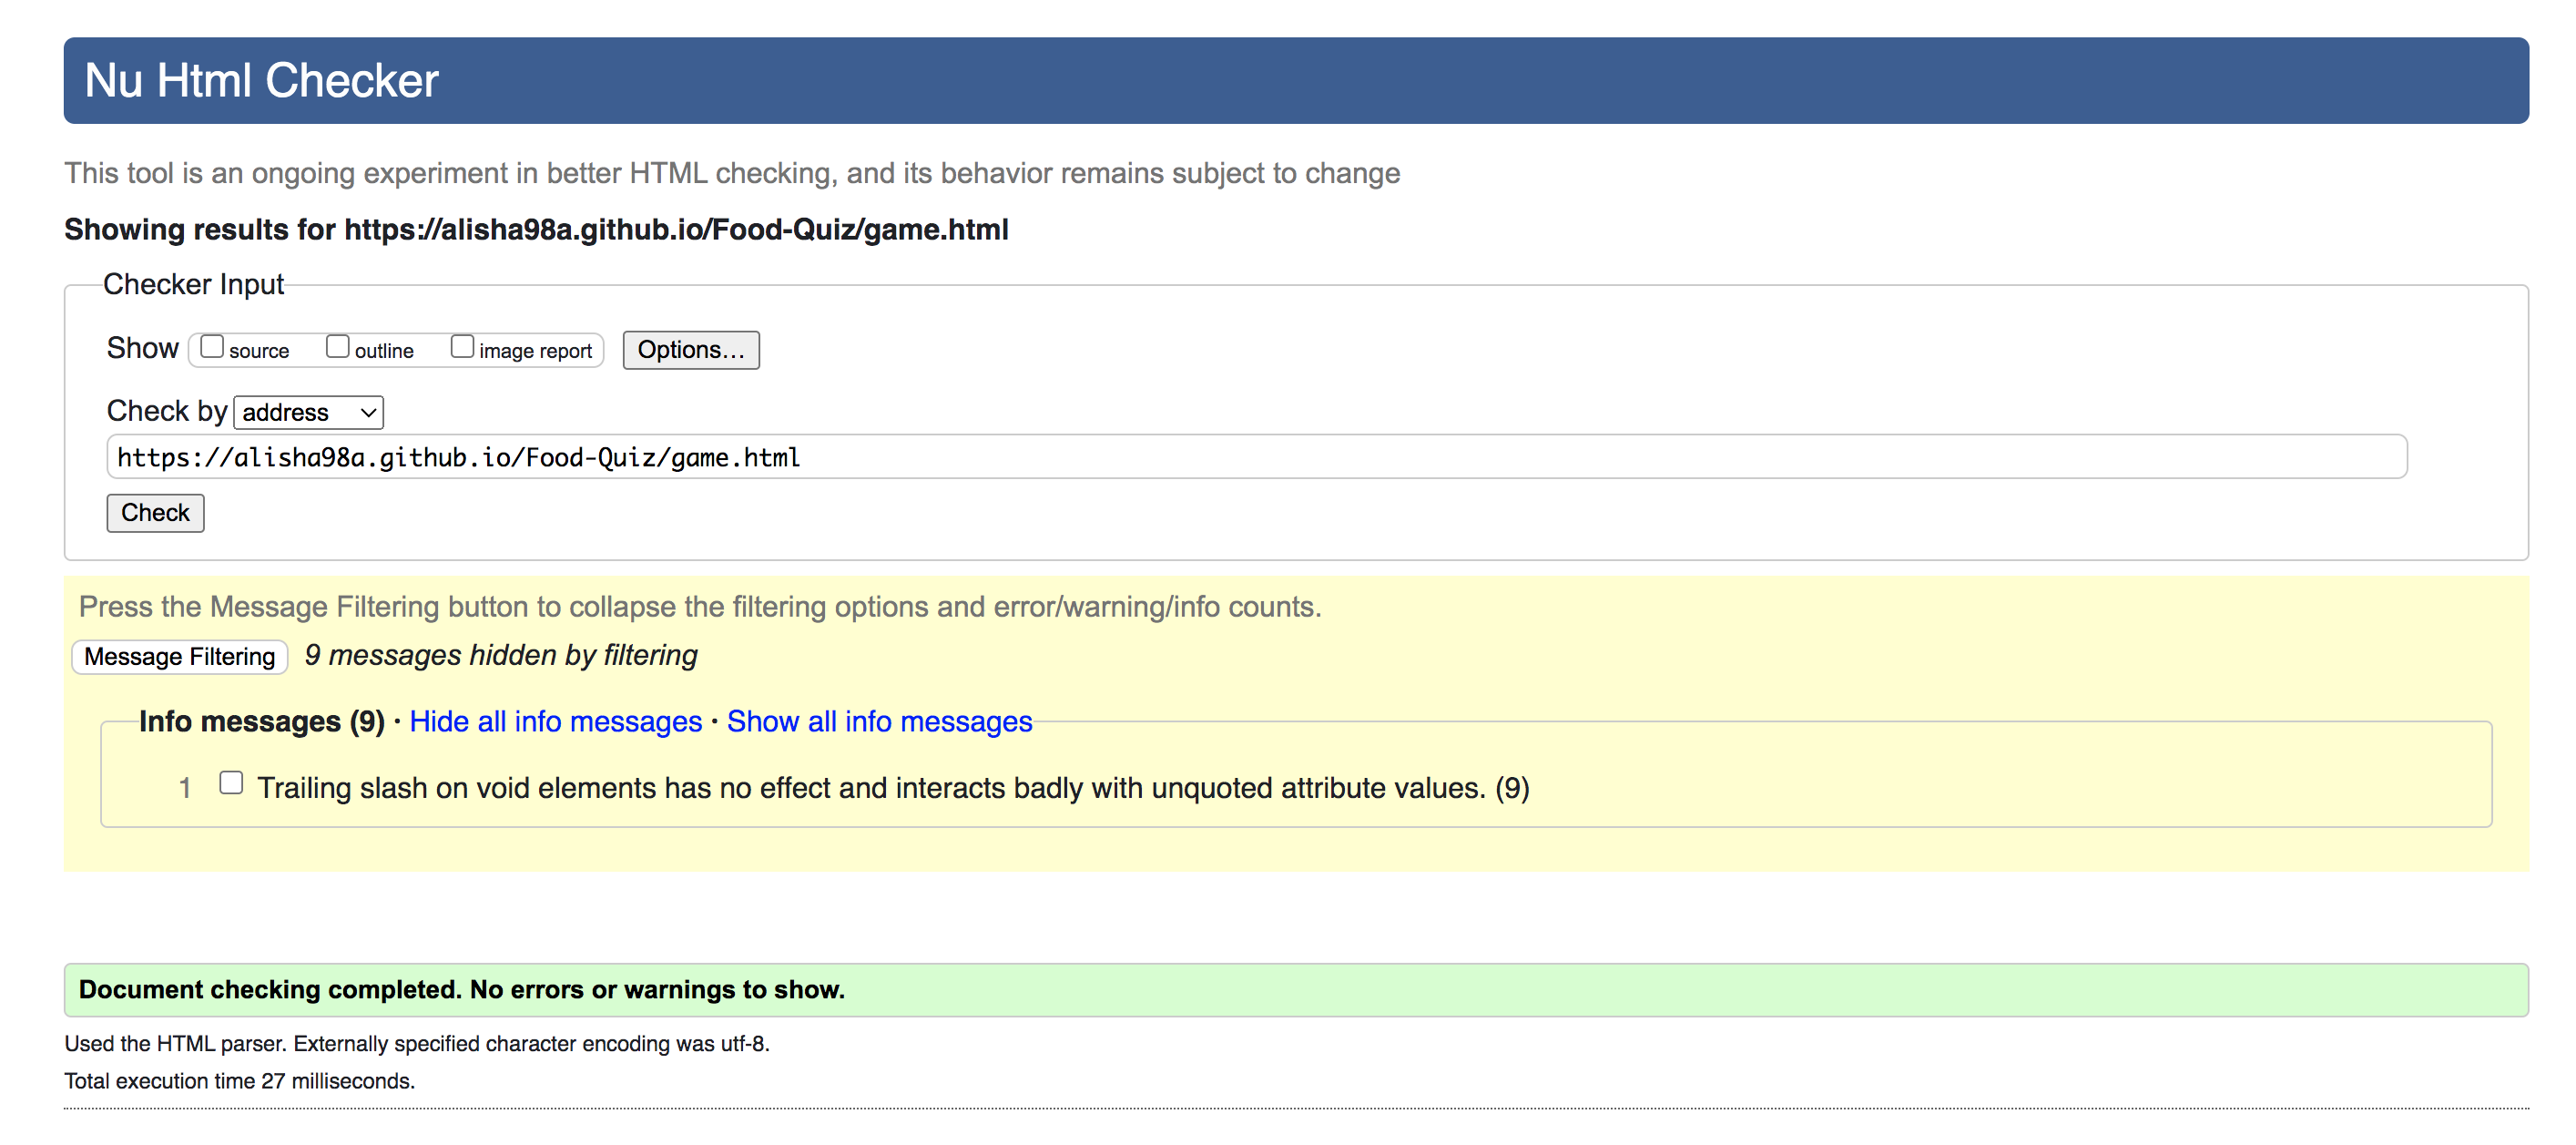 Nu Html Checker
This tool is an ongoing experiment in better HTML checking, and its behavior remains subject to change
Showing results for https://alisha98a.github.io/Food-Quiz/game.html
Checker Input
Show source outline image report Options...
Check by address
https://alisha98a.github.io/Food-Quiz/game.html
Check
Press the Message Filtering button to collapse the filtering options and error/warning/info counts.
Message Filtering 9 messages hidden by filtering
Info messages (9) · Hide all info messages · Show all info messages
1 Trailing slash on void elements has no effect and interacts badly with unquoted attribute values. (9)
Document checking completed. No errors or warnings to show.
Used the HTML parser. Externally specified character encoding was utf-8.
Total execution time 27 milliseconds.